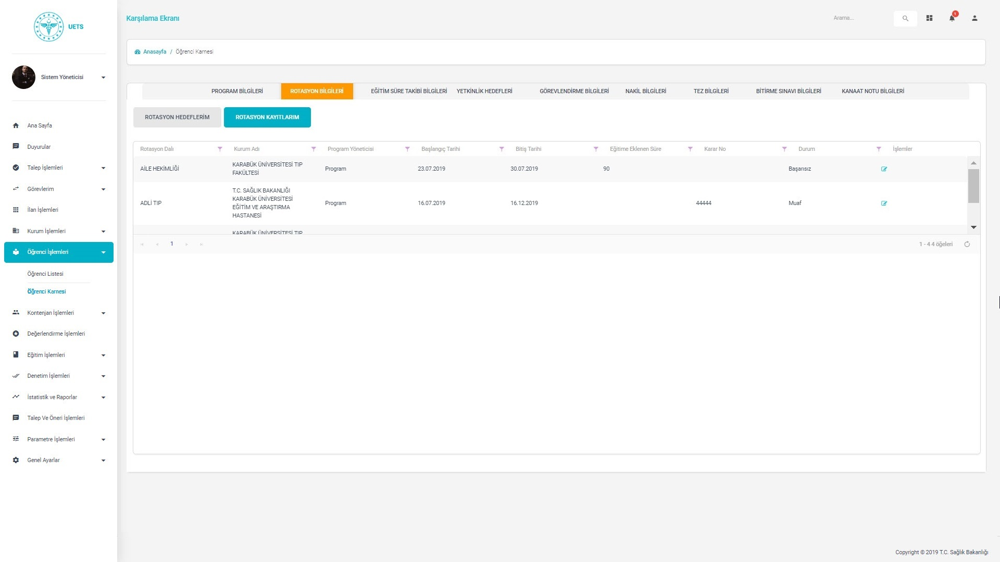 UETS
Sistem Yöneticisi
Ana Sayfa
Duyurular
Talep İşlemleri
Görevlerim
İlan İşlemleri
Kurum İşlemleri
Öğrenci İşlemleri
Öğrenci Listesi
Öğrenci Karnesi
Kontenjan İşlemleri
Değerlendirme İşlemleri
Eğitim İşlemleri
Denetim İşlemleri
İstatistik ve Raporlar
Talep Ve Öneri İşlemleri
Parametre İşlemleri
Genel Ayarlar
Karşılama Ekranı
Arama...
1
Anasayfa / Öğrenci Karnesi
PROGRAM BİLGİLERİ ROTASYON BİLGİLERİ EĞİTİM SÜRE TAKİBİ BİLGİLERİ YETKİNLİK HEDEFLERİ GÖREVLENDİRME BİLGİLERİ NAKİL BİLGİLERİ TEZ BİLGİLERİ BİTİRME SINAVI BİLGİLERİ KANAAT NOTU BİLGİLERİ
ROTASYON HEDEFLERİM ROTASYON KAYITLARIM
Rotasyon Dalı Kurum Adı Program Yöneticisi Başlangıç Tarihi Bitiş Tarihi Eğitime Eklenen Süre Karar No Durum İşlemler
AİLE HEKİMLİĞİ
KARABÜK ÜNİVERSİTESİ TIP
FAKÜLTESİ
Program 23.07.2019 30.07.2019 90 Başarısız
ADLİ TIP
T.C. SAĞLIK BAKANLIĞI
KARABÜK ÜNİVERSİTESİ
EĞİTİM VE ARAŞTIRMA
HASTANESİ
Program 16.07.2019 16.12.2019 44444 Muaf
KARABÜK ÜNİVERSİTESİ TIP
1
1 - 4 4 öğeleri
Copyright © 2019 T.C. Sağlık Bakanlığı